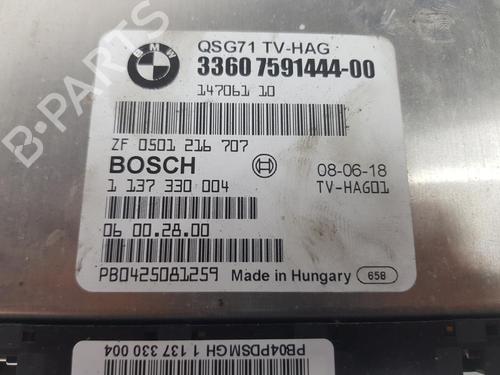 BMW
QSG71 TV-HAG
3360 7591444-00
147061 10
ZF 0501 216 707
BOSCH
1 137 330 004
08-06-18
TV-HAG01
06 00.28.00
PB0425081259 Made in Hungary 658
PB04PDSMGH 1 137 330 004